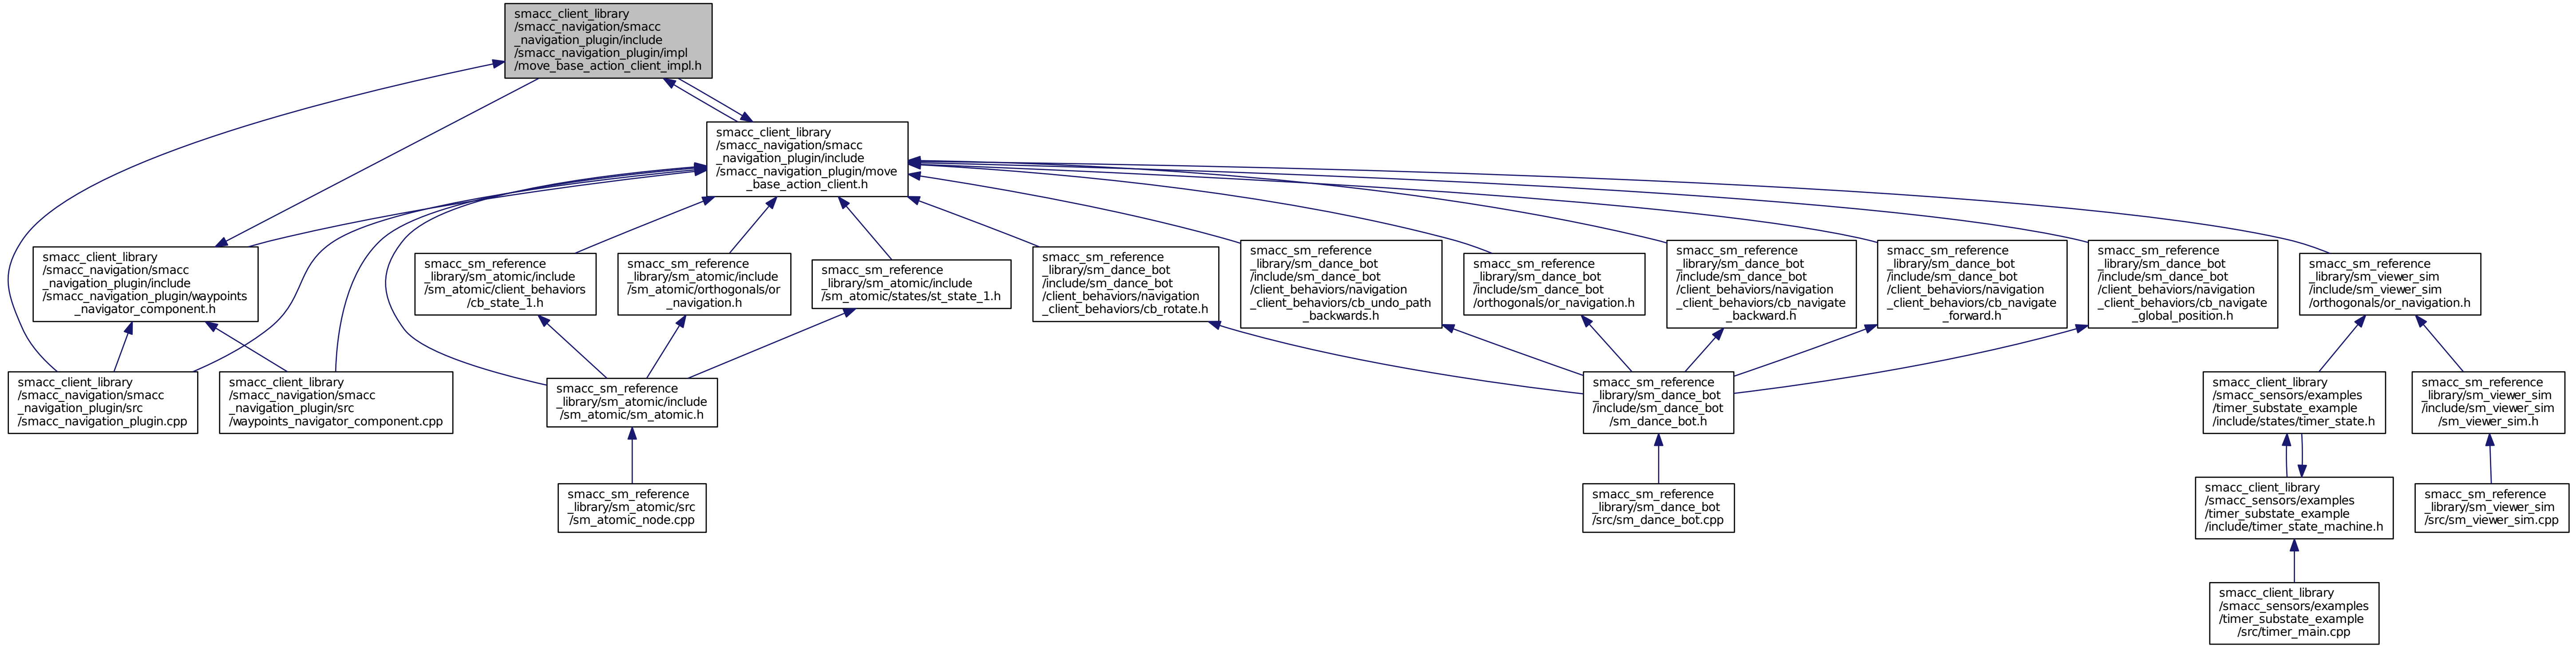 smacc_client_library
/smacc_navigation/smacc
_navigation_plugin/include
/smacc_navigation_plugin/impl
/move_base_action_client_impl.h
smacc_client_library
/smacc_navigation/smacc
_navigation_plugin/include
/smacc_navigation_plugin/move
_base_action_client.h
smacc_client_library
/smacc_navigation/smacc
_navigation_plugin/include
/smacc_navigation_plugin/waypoints
_navigator_component.h
smacc_sm_reference
_library/sm_atomic/include
/sm_atomic/client_behaviors
/cb_state_1.h
smacc_sm_reference
_library/sm_atomic/include
/sm_atomic/orthogonals/or
_navigation.h
smacc_sm_reference
_library/sm_atomic/include
/sm_atomic/states/st_state_1.h
smacc_sm_reference
_library/sm_dance_bot
/include/sm_dance_bot
/client_behaviors/navigation
_client_behaviors/cb_rotate.h
smacc_sm_reference
_library/sm_dance_bot
/include/sm_dance_bot
/client_behaviors/navigation
_client_behaviors/cb_undo_path
_backwards.h
smacc_sm_reference
_library/sm_dance_bot
/include/sm_dance_bot
/orthogonals/or_navigation.h
smacc_sm_reference
_library/sm_dance_bot
/include/sm_dance_bot
/client_behaviors/navigation
_client_behaviors/cb_navigate
_backward.h
smacc_sm_reference
_library/sm_dance_bot
/include/sm_dance_bot
/client_behaviors/navigation
_client_behaviors/cb_navigate
_forward.h
smacc_sm_reference
_library/sm_dance_bot
/include/sm_dance_bot
/client_behaviors/navigation
_client_behaviors/cb_navigate
_global_position.h
smacc_sm_reference
_library/sm_viewer_sim
/include/sm_viewer_sim
/orthogonals/or_navigation.h
smacc_client_library
/smacc_navigation/smacc
_navigation_plugin/src
/smacc_navigation_plugin.cpp
smacc_client_library
/smacc_navigation/smacc
_navigation_plugin/src
/waypoints_navigator_component.cpp
smacc_sm_reference
_library/sm_atomic/include
/sm_atomic/sm_atomic.h
smacc_sm_reference
_library/sm_dance_bot
/include/sm_dance_bot
/sm_dance_bot.h
smacc_client_library
/smacc_sensors/examples
/timer_substate_example
/include/states/timer_state.h
smacc_sm_reference
_library/sm_viewer_sim
/include/sm_viewer_sim
/sm_viewer_sim.h
smacc_sm_reference
_library/sm_atomic/src
/sm_atomic_node.cpp
smacc_sm_reference
_library/sm_dance_bot
/src/sm_dance_bot.cpp
smacc_client_library
/smacc_sensors/examples
/timer_substate_example
/include/timer_state_machine.h
smacc_sm_reference
_library/sm_viewer_sim
/src/sm_viewer_sim.cpp
smacc_client_library
/smacc_sensors/examples
/timer_substate_example
/src/timer_main.cpp